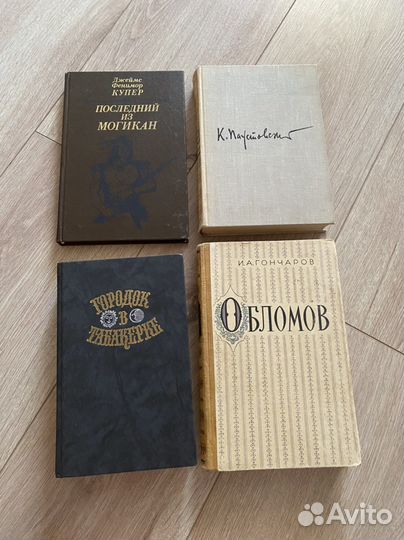 Джеймс
Фенимор
КУПЕР
ПОСЛЕДНИЙ
ИЗ
МОГИКАН
К. Паустовский
ГОРОДОК
В
ТАБАКЕРКЕ
И.А.ГОНЧАРОВ
ОБЛОМОВ
Avito